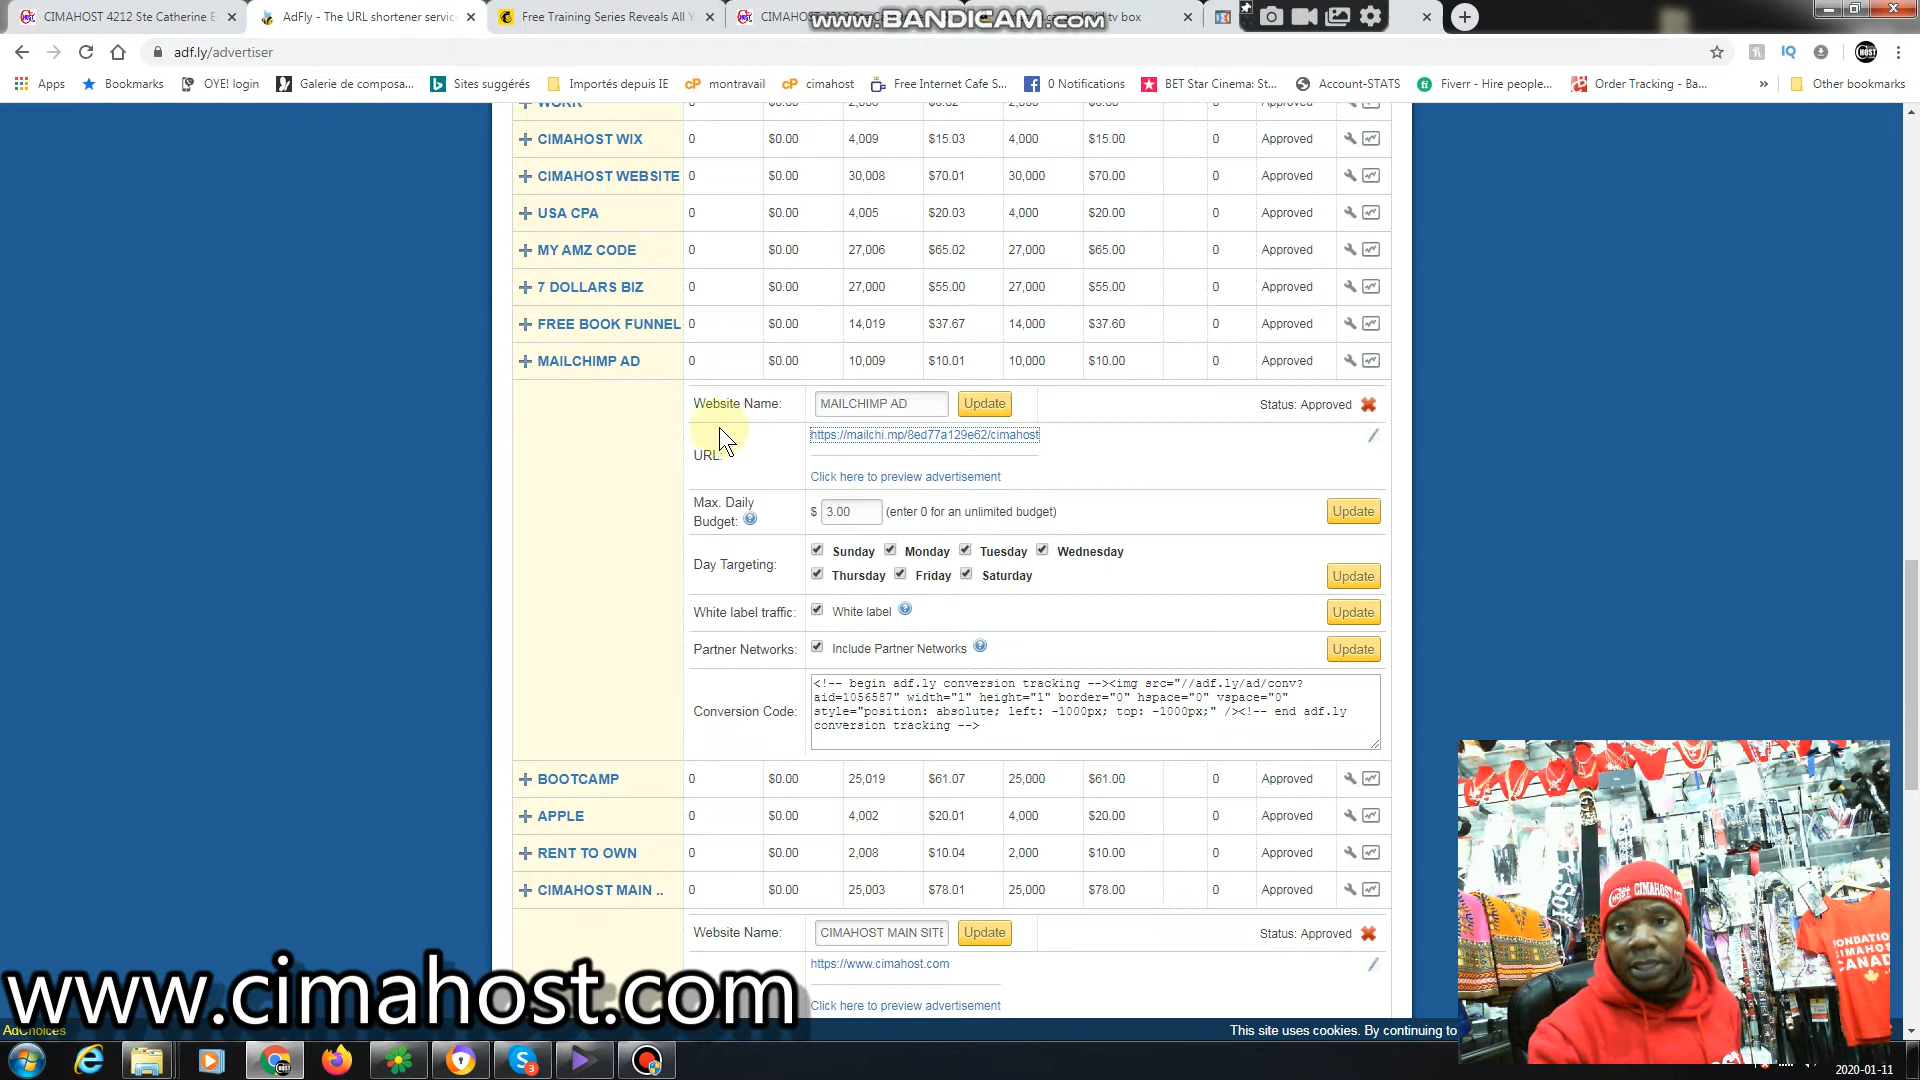 CIMAHOST 4212 Ste Catherine E
AdFly - The URL shortener servic
Free Training Series Reveals All Y
CIMAHOST 4212 Ste Catherine
tv box
www.BANDICAM.com
adf.ly/advertiser
Apps Bookmarks OYE! login Galerie de composa... Sites suggérés Importés depuis IE montravail cimahost Free Internet Cafe S... 0 Notifications BET Star Cinema: St... Account-STATS Fiverr - Hire people,... Order Tracking - Ba... » Other bookmarks
WORK
CIMAHOST WIX 0 $0.00 4,009 $15.03 4,000 $15.00 0 Approved
CIMAHOST WEBSITE 0 $0.00 30,008 $70.01 30,000 $70.00 0 Approved
USA CPA 0 $0.00 4,005 $20.03 4,000 $20.00 0 Approved
MY AMZ CODE 0 $0.00 27,006 $65.02 27,000 $65.00 0 Approved
7 DOLLARS BIZ 0 $0.00 27,000 $55.00 27,000 $55.00 0 Approved
FREE BOOK FUNNEL 0 $0.00 14,019 $37.67 14,000 $37.60 0 Approved
MAILCHIMP AD 0 $0.00 10,009 $10.01 10,000 $10.00 0 Approved
Website Name: MAILCHIMP AD Update Status: Approved
https://mailchi.mp/8ed77a129e62/cimahost
URL:
Click here to preview advertisement
Max. Daily
Budget: $ 3.00 (enter 0 for an unlimited budget) Update
Sunday Monday Tuesday Wednesday
Day Targeting:
Thursday Friday Saturday Update
White label traffic: White label Update
Partner Networks: Include Partner Networks Update
<!-- begin adf.ly conversion tracking --><img src="//adf.ly/ad/conv?
aid=1056587" width="1" height="1" border="0" hspace="0" vspace="0"
Conversion Code: style="position: absolute; left: -1000px; top: -1000px;" /><!-- end adf.ly
conversion tracking -->
BOOTCAMP 0 $0.00 25,019 $61.07 25,000 $61.00 0 Approved
APPLE 0 $0.00 4,002 $20.01 4,000 $20.00 0 Approved
RENT TO OWN 0 $0.00 2,008 $10.04 2,000 $10.00 0 Approved
CIMAHOST MAIN .. 0 $0.00 25,003 $78.01 25,000 $78.00 0 Approved
Website Name: CIMAHOST MAIN SITE Update Status: Approved
https://www.cimahost.com
Click here to preview advertisement
www.cimahost.com
AdChoices
This site uses cookies. By continuing to
CIMAHOST
FONDATION
CIMAHOST
CANADA
2020-01-11